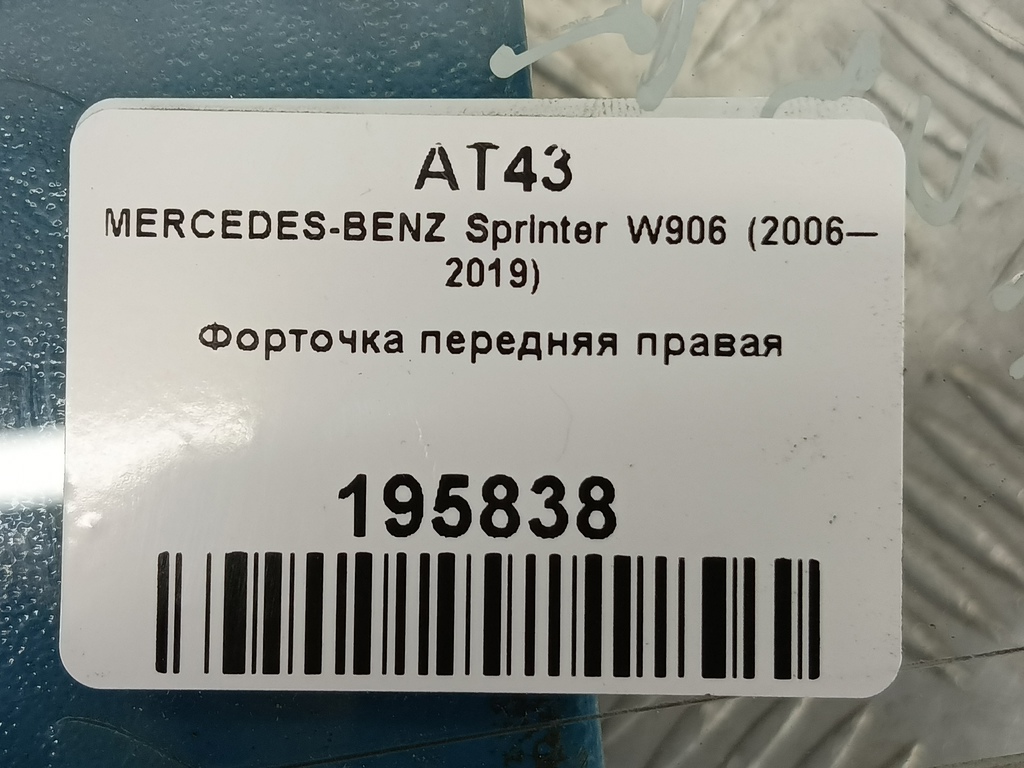 AT43
MERCEDES-BENZ Sprinter W906 (2006—
2019)
Форточка передняя правая
195838